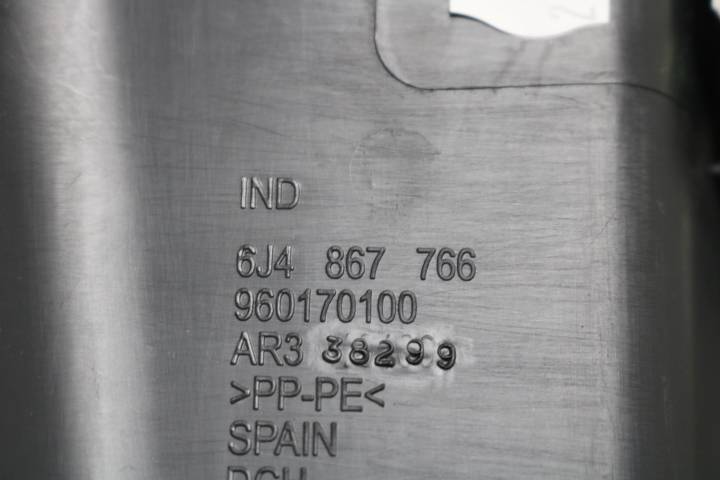 IND
6J4 867 766
960170100
AR3 38299
>PP-PE<
SPAIN